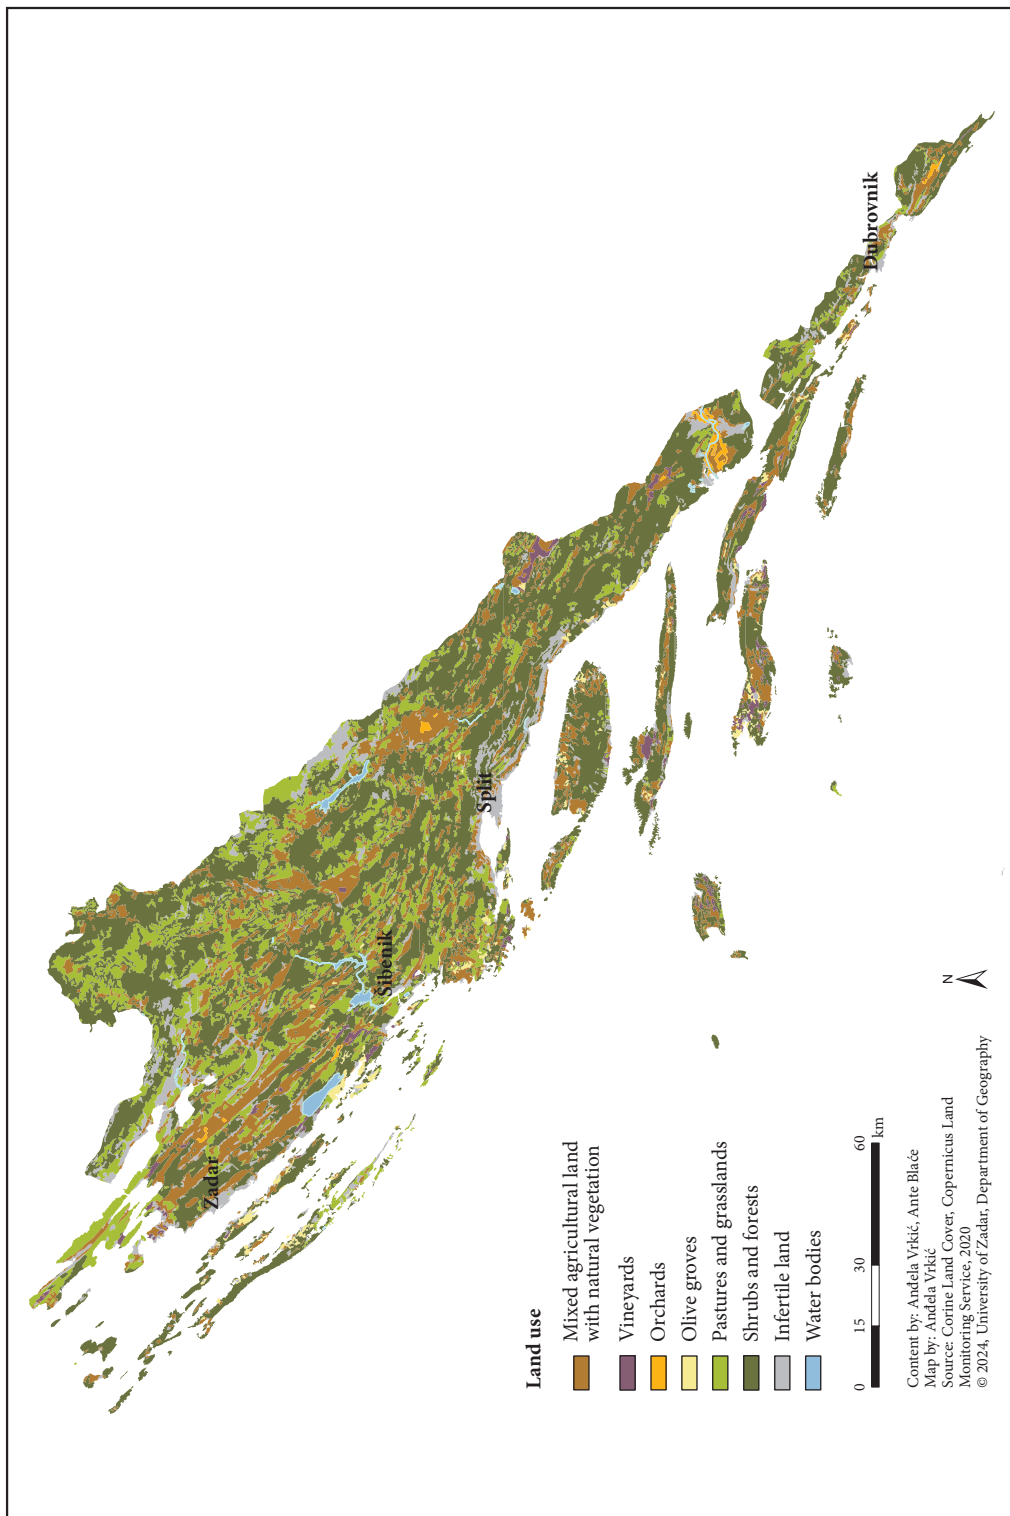 Zadar
Šibenik
Split
Dubrovnik
Land use
Mixed agricultural land
with natural vegetation
Vineyards
Orchards
Olive groves
Pastures and grasslands
Shrubs and forests
Infertile land
Water bodies
0 15 30 60
km
N
Content by: Anđela Vrkić, Ante Blaće
Map by: Anđela Vrkić
Source: Corine Land Cover, Copernicus Land
Monitoring Service, 2020
© 2024, University of Zadar, Department of Geography